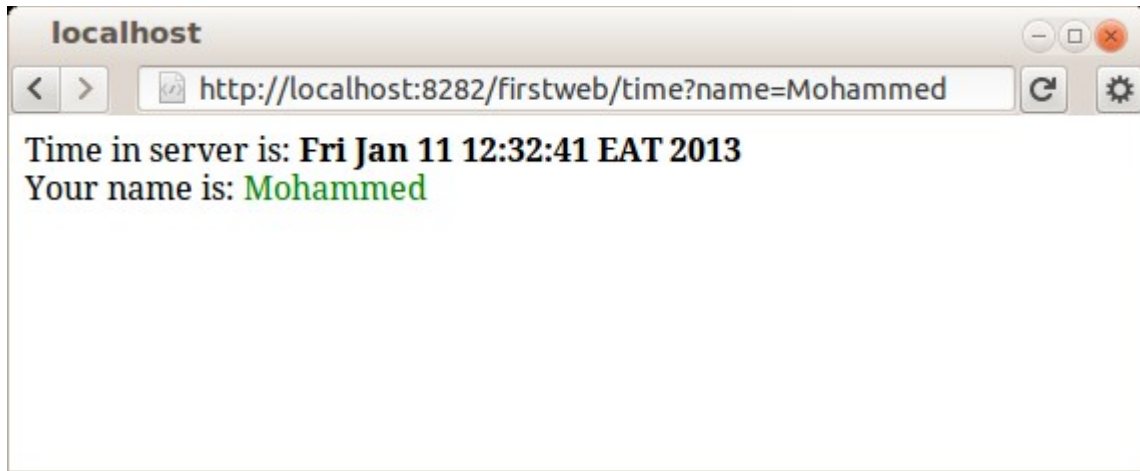 localhost
http://localhost:8282/firstweb/time?name=Mohammed
Time in server is: Fri Jan 11 12:32:41 EAT 2013
Your name is: Mohammed